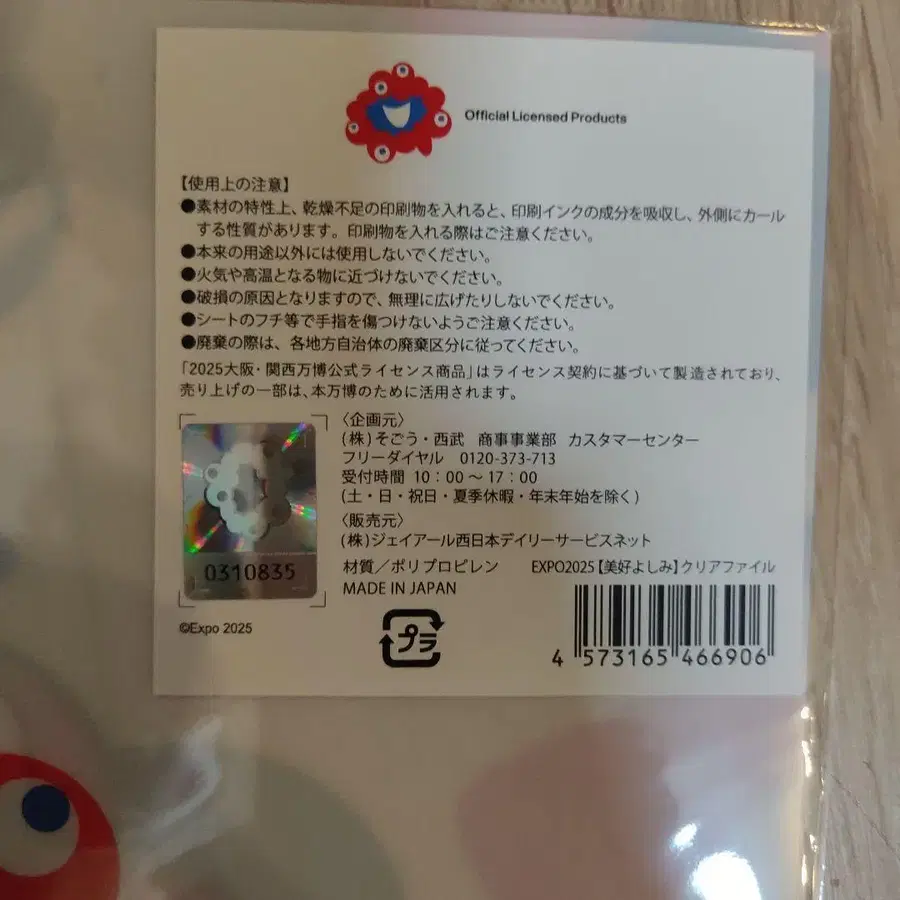 Official Licensed Products
【使用上の注意】
●素材の特性上、乾燥不足の印刷物を入れると、印刷インクの成分を吸収し、外側にカール
する性質があります。印刷物を入れる際はご注意ください。
●本来の用途以外には使用しないでください。
●火気や高温となる物に近づけないでください。
●破損の原因となりますので、無理に広げたりしないでください。
●シートのフチ等で手指を傷つけないようご注意ください。
●廃棄の際は、各地方自治体の廃棄区分に従ってください。
「2025大阪・関西万博公式ライセンス商品」はライセンス契約に基づいて製造されており、
売り上げの一部は、本万博のために活用されます。
〈企画元〉
(株)そごう・西武 商事事業部 カスタマーセンター
フリーダイヤル 0120-373-713
受付時間 10:00～17:00
(土・日・祝日・夏季休暇・年末年始を除く)
〈販売元〉
(株)ジェイアール西日本デイリーサービスネット
材質／ポリプロピレン EXPO2025【美好よしみ】クリアファイル
MADE IN JAPAN
0310835
©Expo 2025
プラ
4 573165 466906